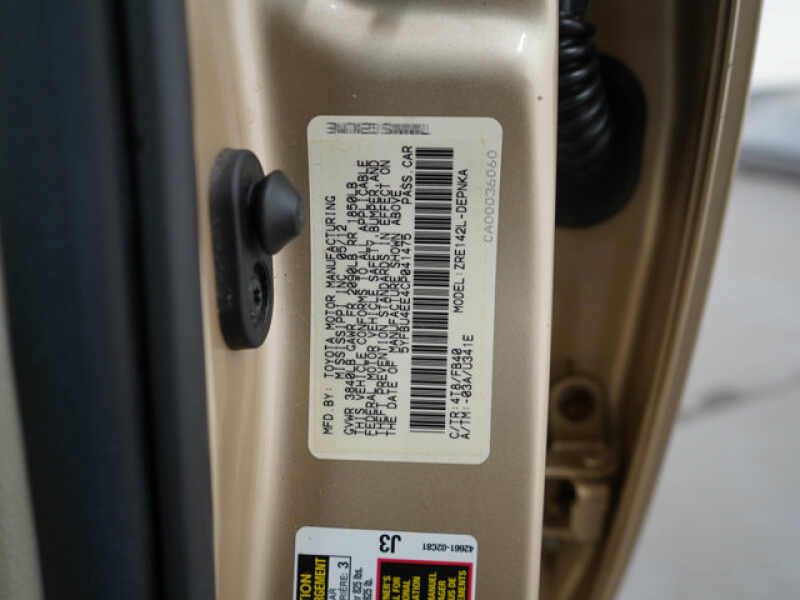 MFD.BY: TOYOTA MOTOR MANUFACTURING
MISSISSIPPI INC. 05/12
GVWR 3840LB GAWR FR 2090LB RR 1850LB
THIS VEHICLE CONFORMS TO ALL APPLICABLE
FEDERAL MOTOR VEHICLE SAFETY, BUMPER, AND
THEFT PREVENTION STANDARDS IN EFFECT ON
THE DATE OF MANUFACTURE SHOWN ABOVE.
5YFBU4EE4CP041475 PASS.CAR
C/TR:4T8/FB40 MODEL:ZRE142L-DEPNKA
A/TM:-03A/U341E
CA00036060
J3
42661-02C81